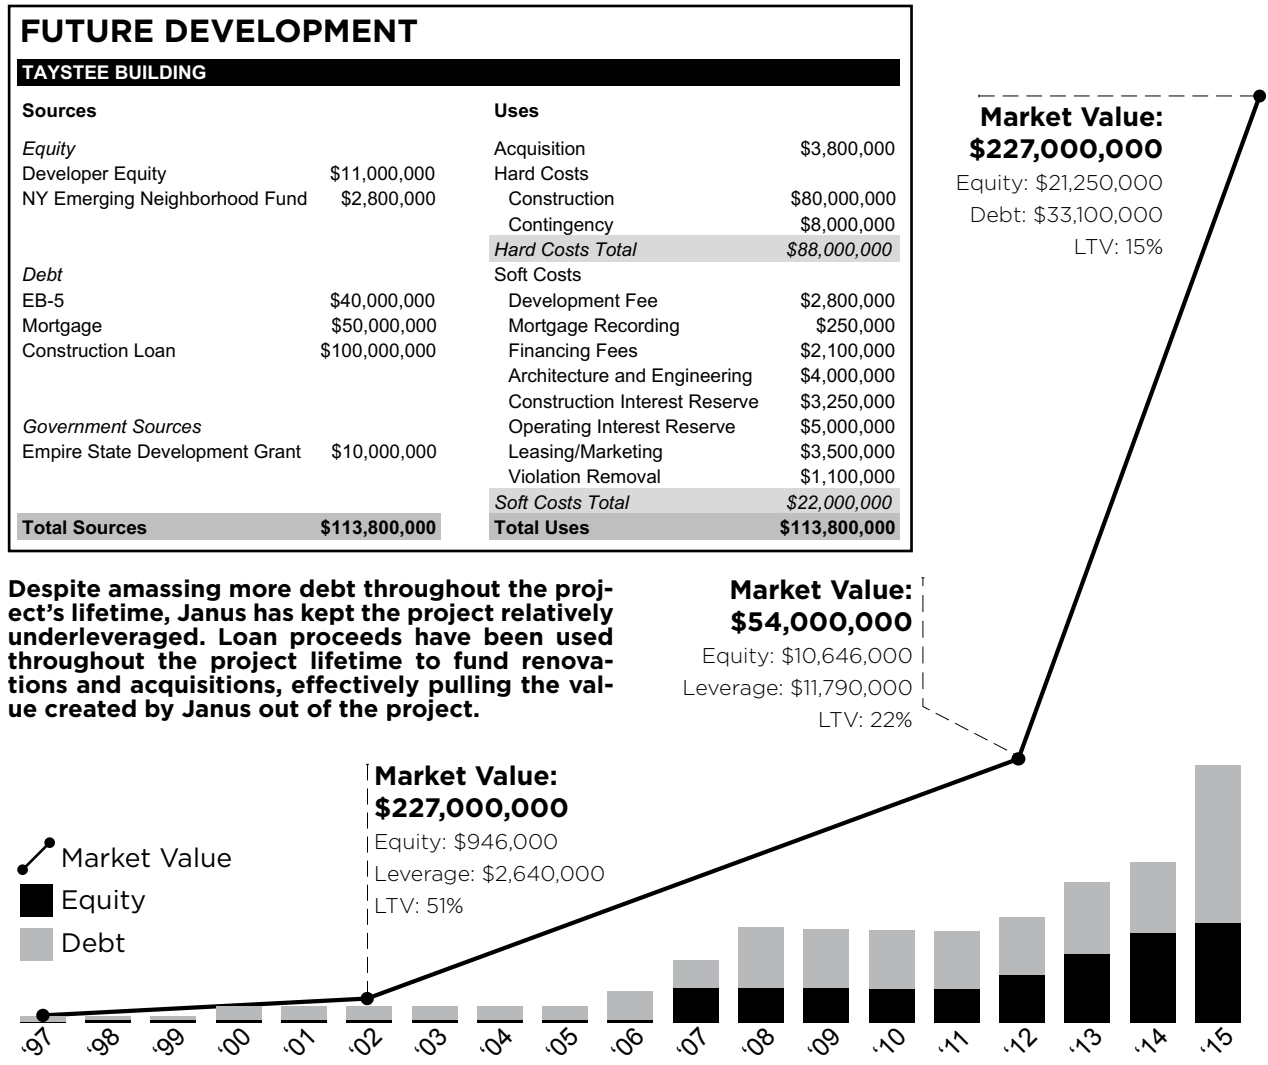 FUTURE DEVELOPMENT
TAYSTEE BUILDING
Sources
Equity
Developer Equity $11,000,000
NY Emerging Neighborhood Fund $2,800,000
Debt
EB-5 $40,000,000
Mortgage $50,000,000
Construction Loan $100,000,000
Government Sources
Empire State Development Grant $10,000,000
Total Sources $113,800,000
Uses
Acquisition $3,800,000
Hard Costs
Construction $80,000,000
Contingency $8,000,000
Hard Costs Total $88,000,000
Soft Costs
Development Fee $2,800,000
Mortgage Recording $250,000
Financing Fees $2,100,000
Architecture and Engineering $4,000,000
Construction Interest Reserve $3,250,000
Operating Interest Reserve $5,000,000
Leasing/Marketing $3,500,000
Violation Removal $1,100,000
Soft Costs Total $22,000,000
Total Uses $113,800,000
Market Value:
$227,000,000
Equity: $21,250,000
Debt: $33,100,000
LTV: 15%
Despite amassing more debt throughout the proj-
ect's lifetime, Janus has kept the project relatively
underleveraged. Loan proceeds have been used
throughout the project lifetime to fund renova-
tions and acquisitions, effectively pulling the val-
ue created by Janus out of the project.
Market Value:
$54,000,000
Equity: $10,646,000
Leverage: $11,790,000
LTV: 22%
Market Value:
$227,000,000
Equity: $946,000
Leverage: $2,640,000
LTV: 51%
Market Value
Equity
Debt
‘97 ‘98 ‘99 ‘00 ‘01 ‘02 ‘03 ‘04 ‘05 ‘06 ‘07 ‘08 ‘09 ‘10 ‘11 ‘12 ‘13 ‘14 ‘15